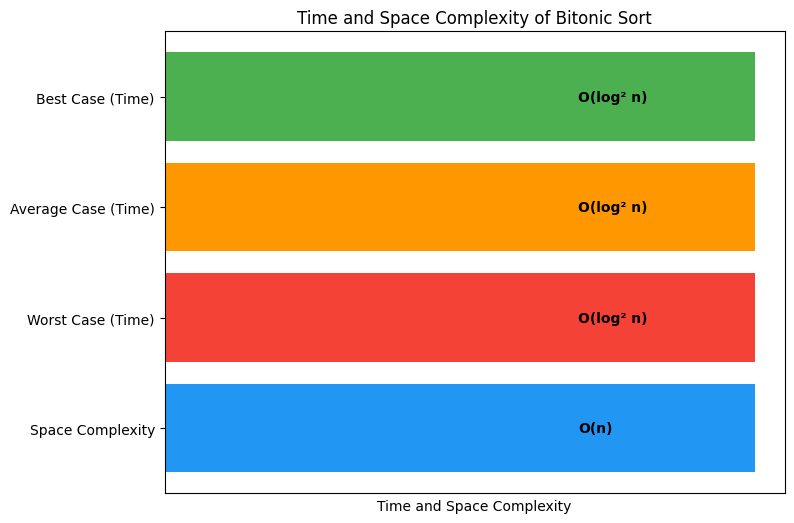 Time and Space Complexity of Bitonic Sort
Best Case (Time)
O(log² n)
Average Case (Time)
O(log² n)
Worst Case (Time)
O(log² n)
Space Complexity
O(n)
Time and Space Complexity